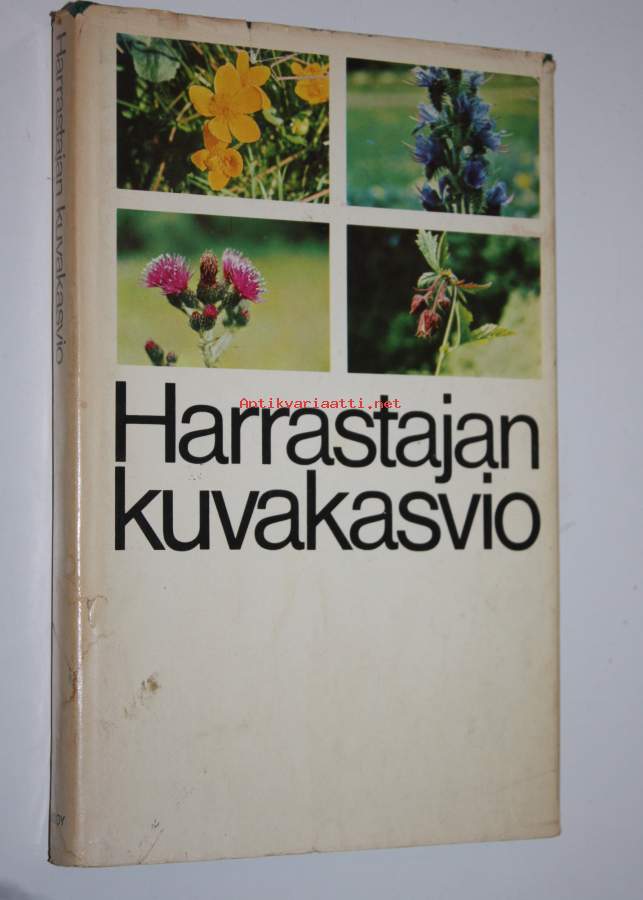 Harrastajan kuvakasvio
Antikvariaatti.net
Harrastajan
kuvakasvio